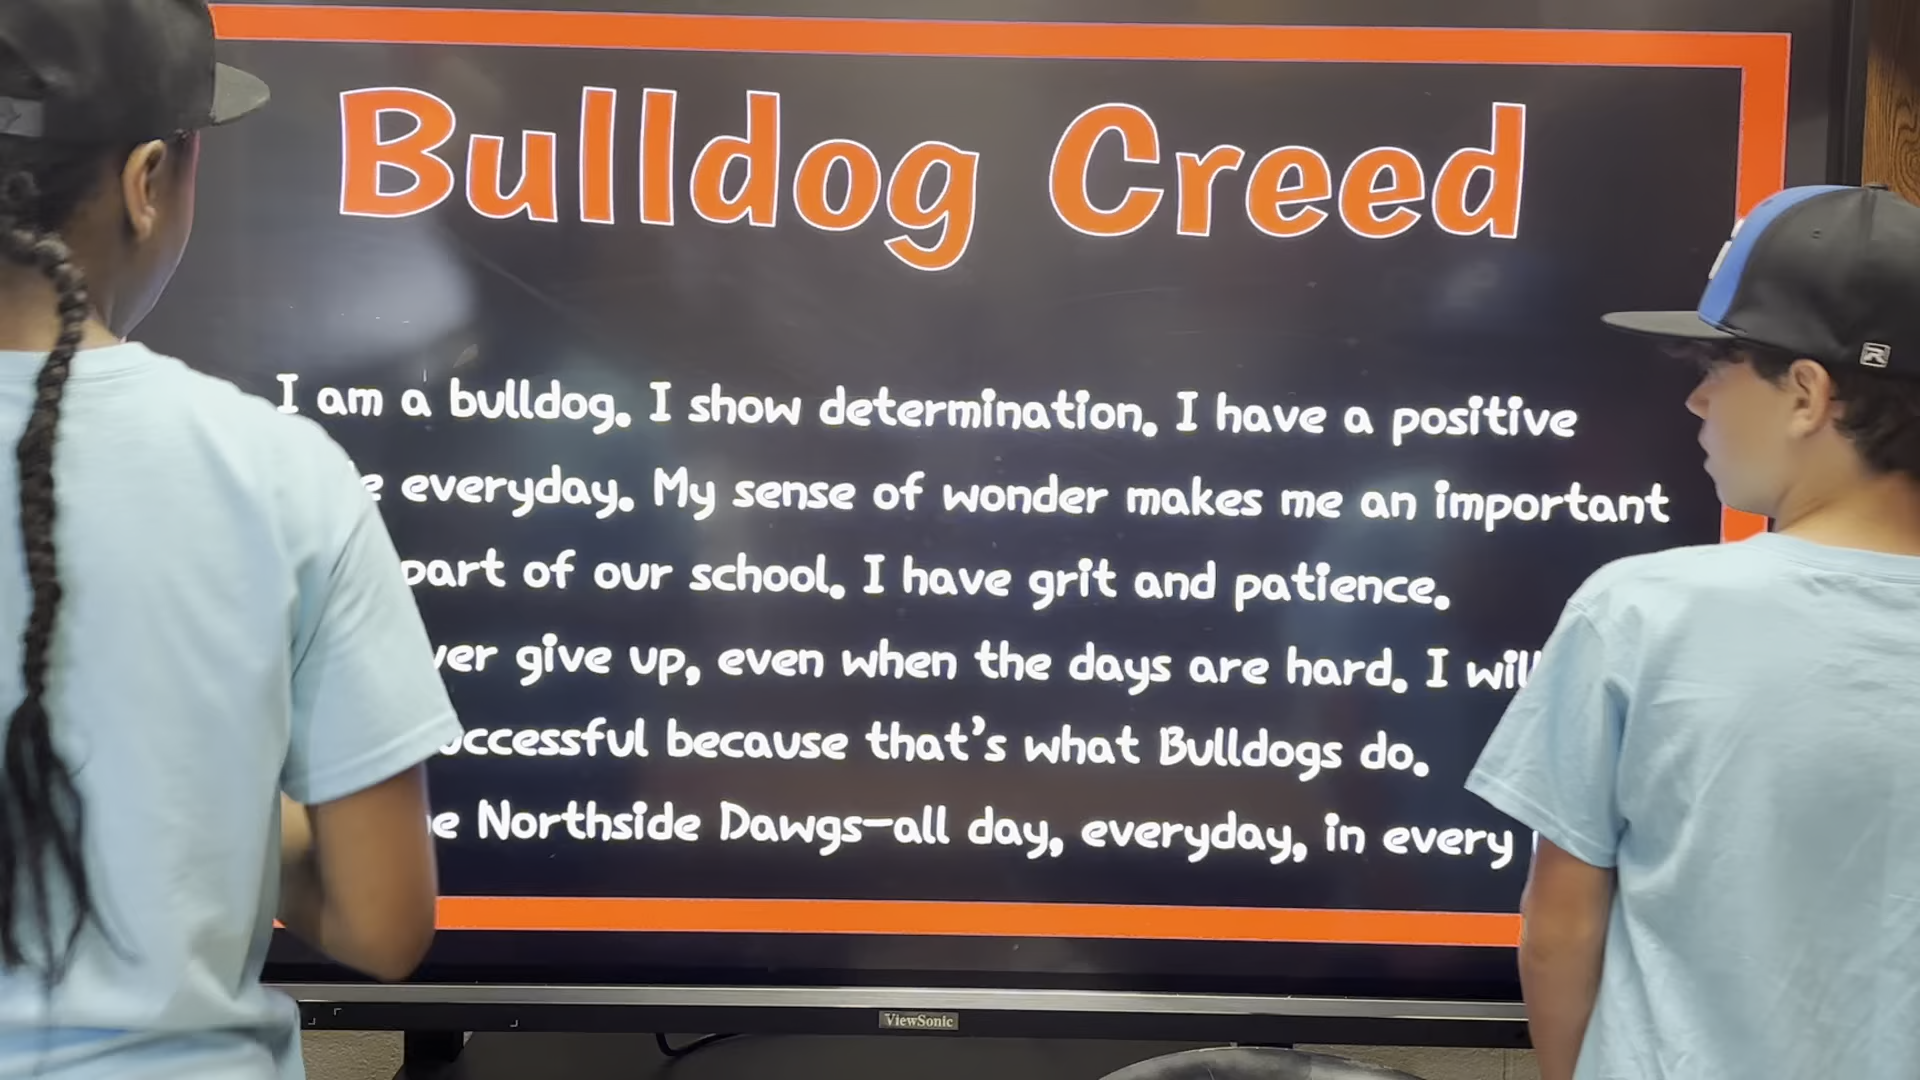 Bulldog Creed
I am a bulldog. I show determination. I have a positive
everyday. My sense of wonder makes me an important
part of our school. I have grit and patience.
give up, even when the days are hard. I will
because that's what Bulldogs do.
Northside Dawgs—all day, everyday, in every
ViewSonic